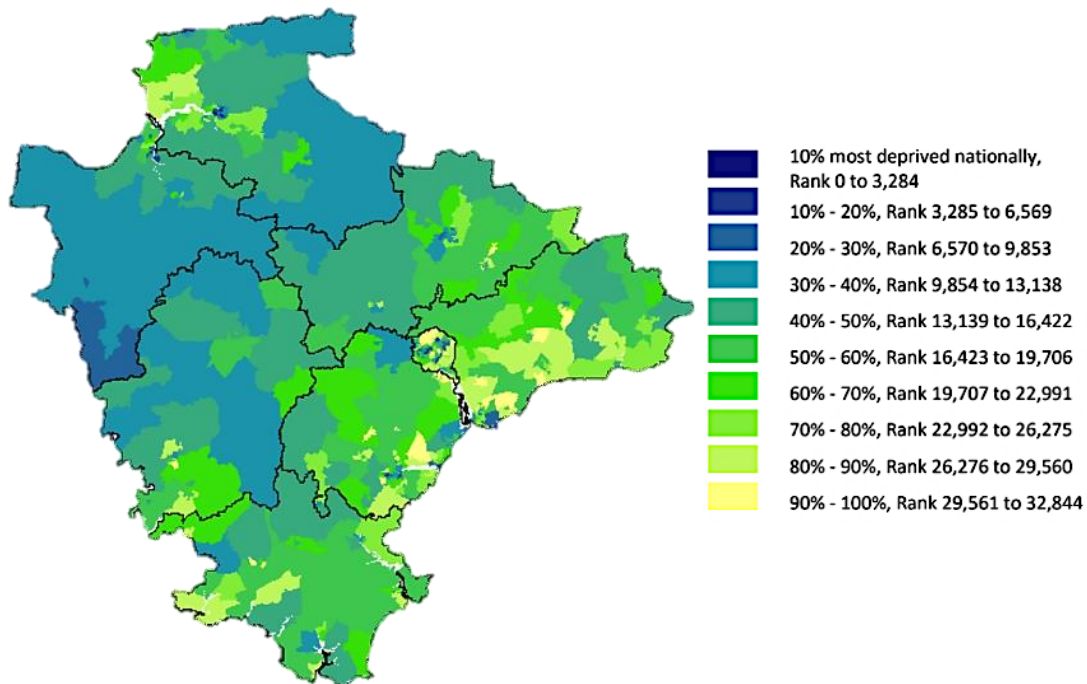 10% most deprived nationally,
Rank 0 to 3,284
10% - 20%, Rank 3,285 to 6,569
20% - 30%, Rank 6,570 to 9,853
30% - 40%, Rank 9,854 to 13,138
40% - 50%, Rank 13,139 to 16,422
50% - 60%, Rank 16,423 to 19,706
60% - 70%, Rank 19,707 to 22,991
70% - 80%, Rank 22,992 to 26,275
80% - 90%, Rank 26,276 to 29,560
90% - 100%, Rank 29,561 to 32,844